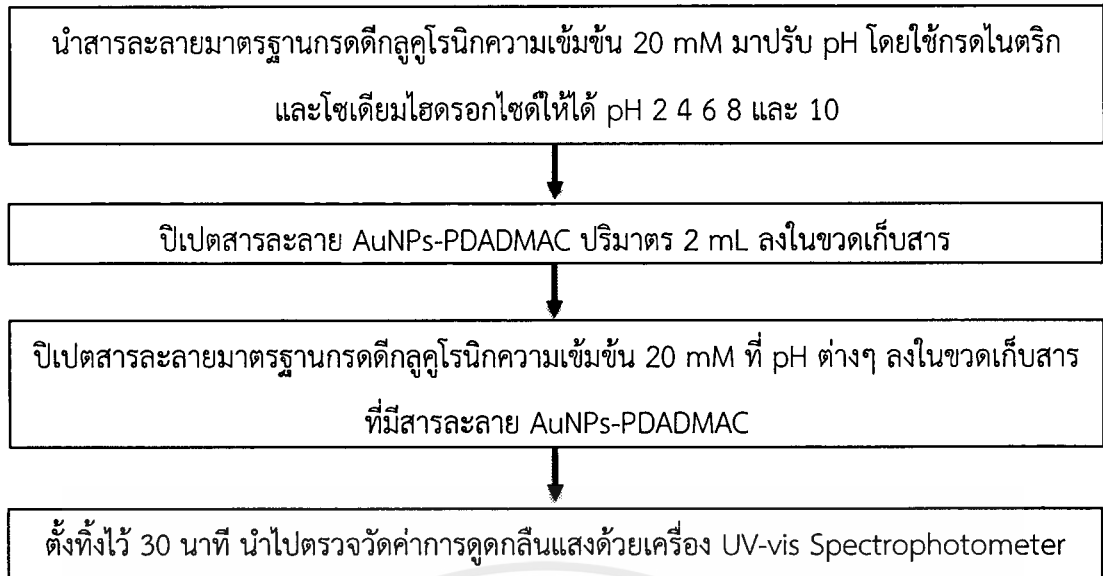 นำสารละลายมาตรฐานกรดดีกลูคูโรนิกความเข้มข้น 20 mM มาปรับ pH โดยใช้กรดไนตริก
และโซเดียมไฮดรอกไซด์ให้ได้ pH 2 4 6 8 และ 10
ปิเปตสารละลาย AuNPs-PDADMAC ปริมาตร 2 mL ลงในขวดเก็บสาร
ปิเปตสารละลายมาตรฐานกรดดีกลูคูโรนิกความเข้มข้น 20 mM ที่ pH ต่างๆ ลงในขวดเก็บสาร
ที่มีสารละลาย AuNPs-PDADMAC
ตั้งทิ้งไว้ 30 นาที นำไปตรวจวัดค่าการดูดกลืนแสงด้วยเครื่อง UV-vis Spectrophotometer